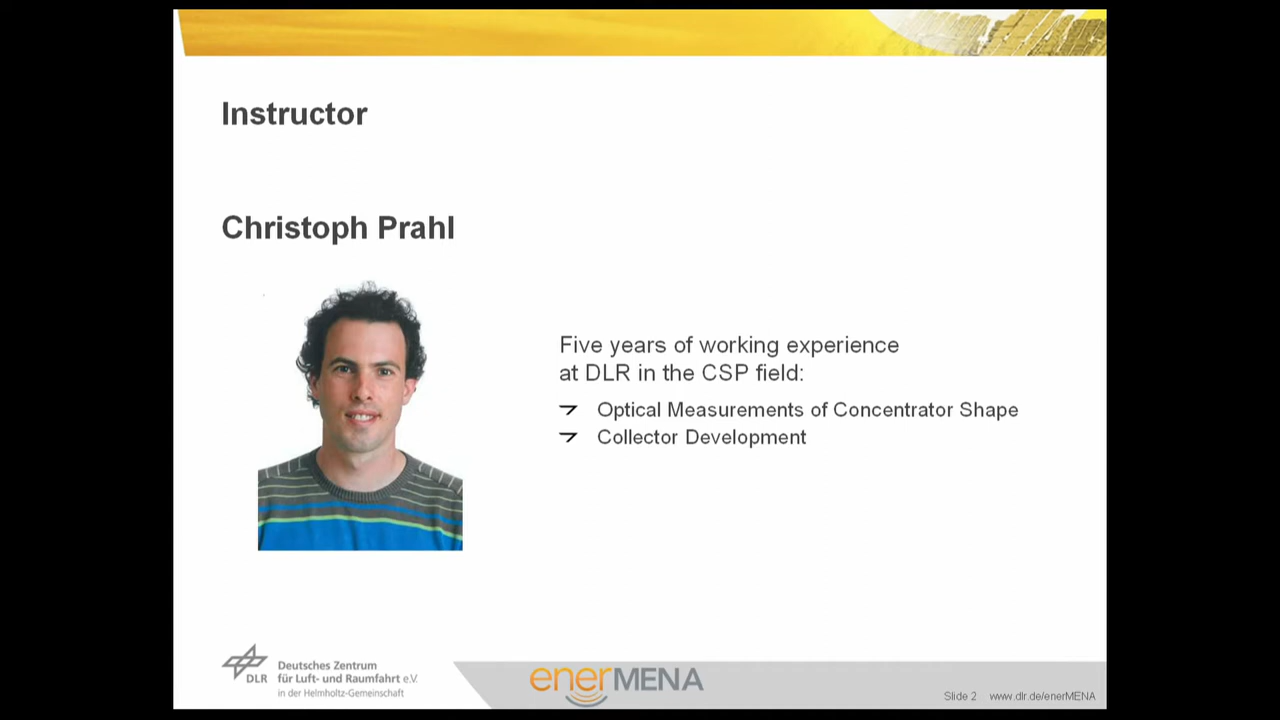 Instructor
Christoph Prahl
Five years of working experience
at DLR in the CSP field:
Optical Measurements of Concentrator Shape
Collector Development
DLR
Deutsches Zentrum
für Luft- und Raumfahrt e.V.
in der Helmholtz-Gemeinschaft
enerMENA
Slide 2 www.dlr.de/enerMENA